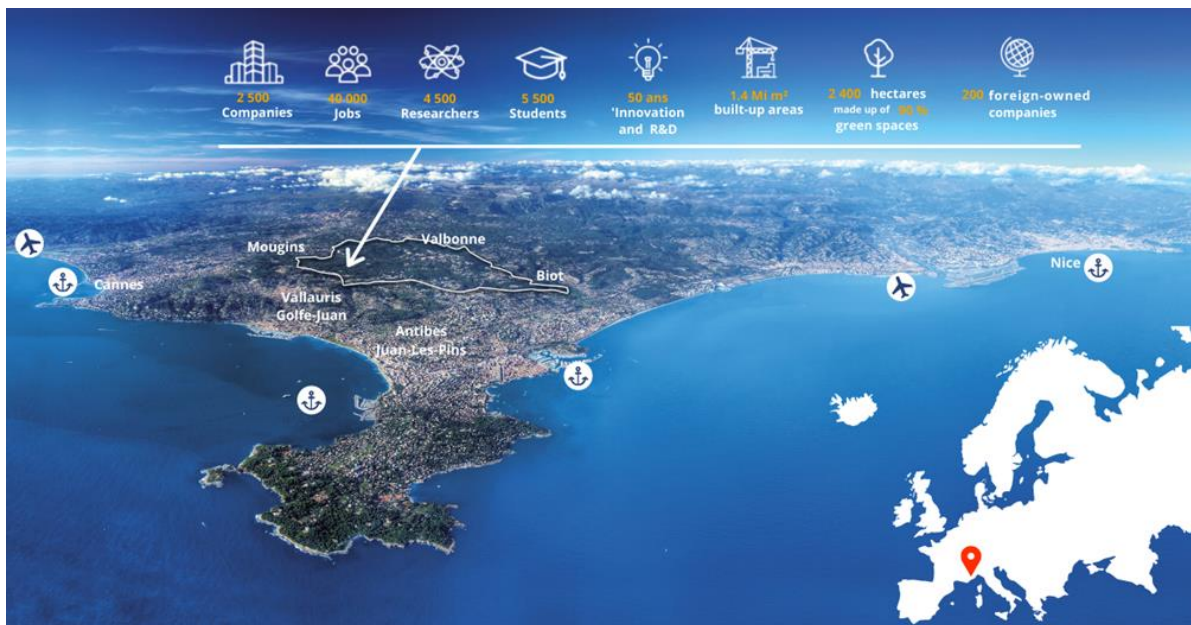 2 500
Companies
40 000
Jobs
4 500
Researchers
5 500
Students
50 ans
'Innovation
and R&D
1,4 Ml m²
built-up areas
2 400 hectares
made up of 90 %
green spaces
200 foreign-owned
companies
Mougins
Valbonne
Biot
Nice
Cannes
Vallauris
Golfe-Juan
Antibes
Juan-Les-Pins